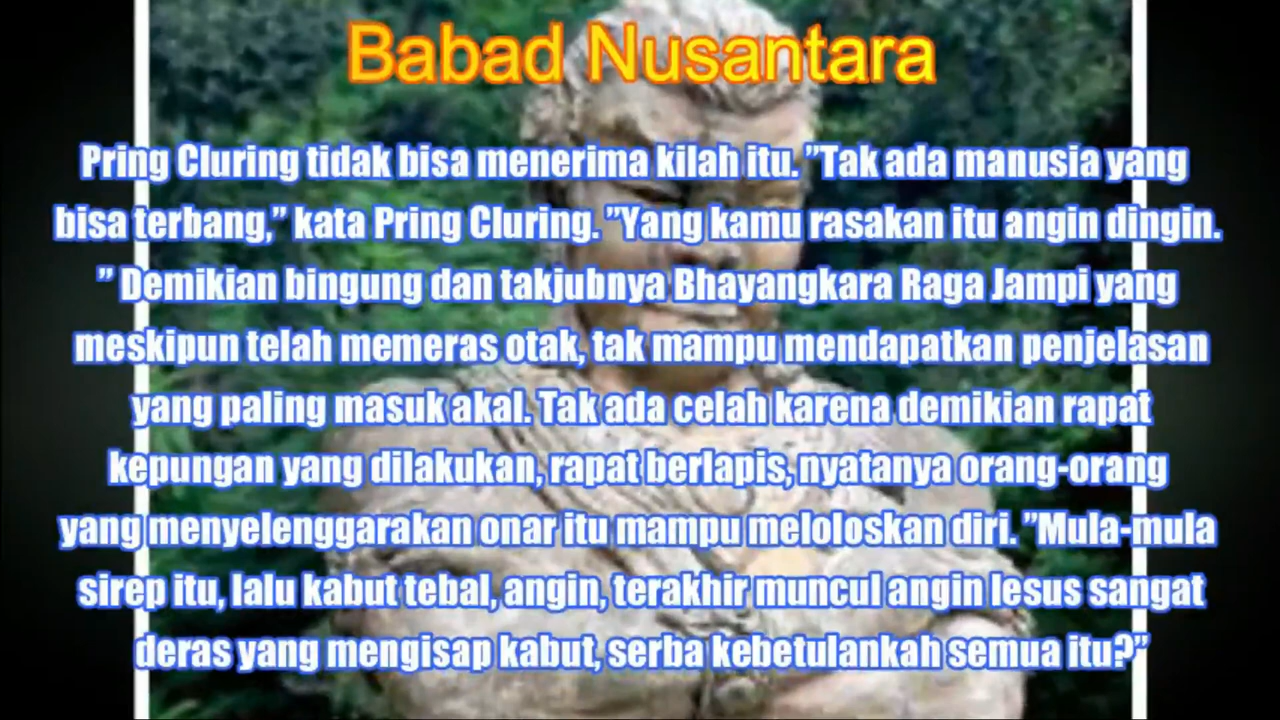 Babad Nusantara
Pring Cluring tidak bisa menerima kilah itu. ”Tak ada manusia yang
bisa terbang,” kata Pring Cluring. ”Yang kamu rasakan itu angin dingin.
” Demikian bingung dan takjubnya Bhayangkara Raga Jampi yang
meskipun telah memeras otak, tak mampu mendapatkan penjelasan
yang paling masuk akal. Tak ada celah karena demikian rapat
kepungan yang dilakukan, rapat berlapis, nyatanya orang-orang
yang menyelenggarakan onar itu mampu meloloskan diri. ”Mula-mula
sirep itu, lalu kabut tebal, angin, terakhir muncul angin lesus sangat
deras yang mengisap kabut, serba kebetulankah semua itu?”